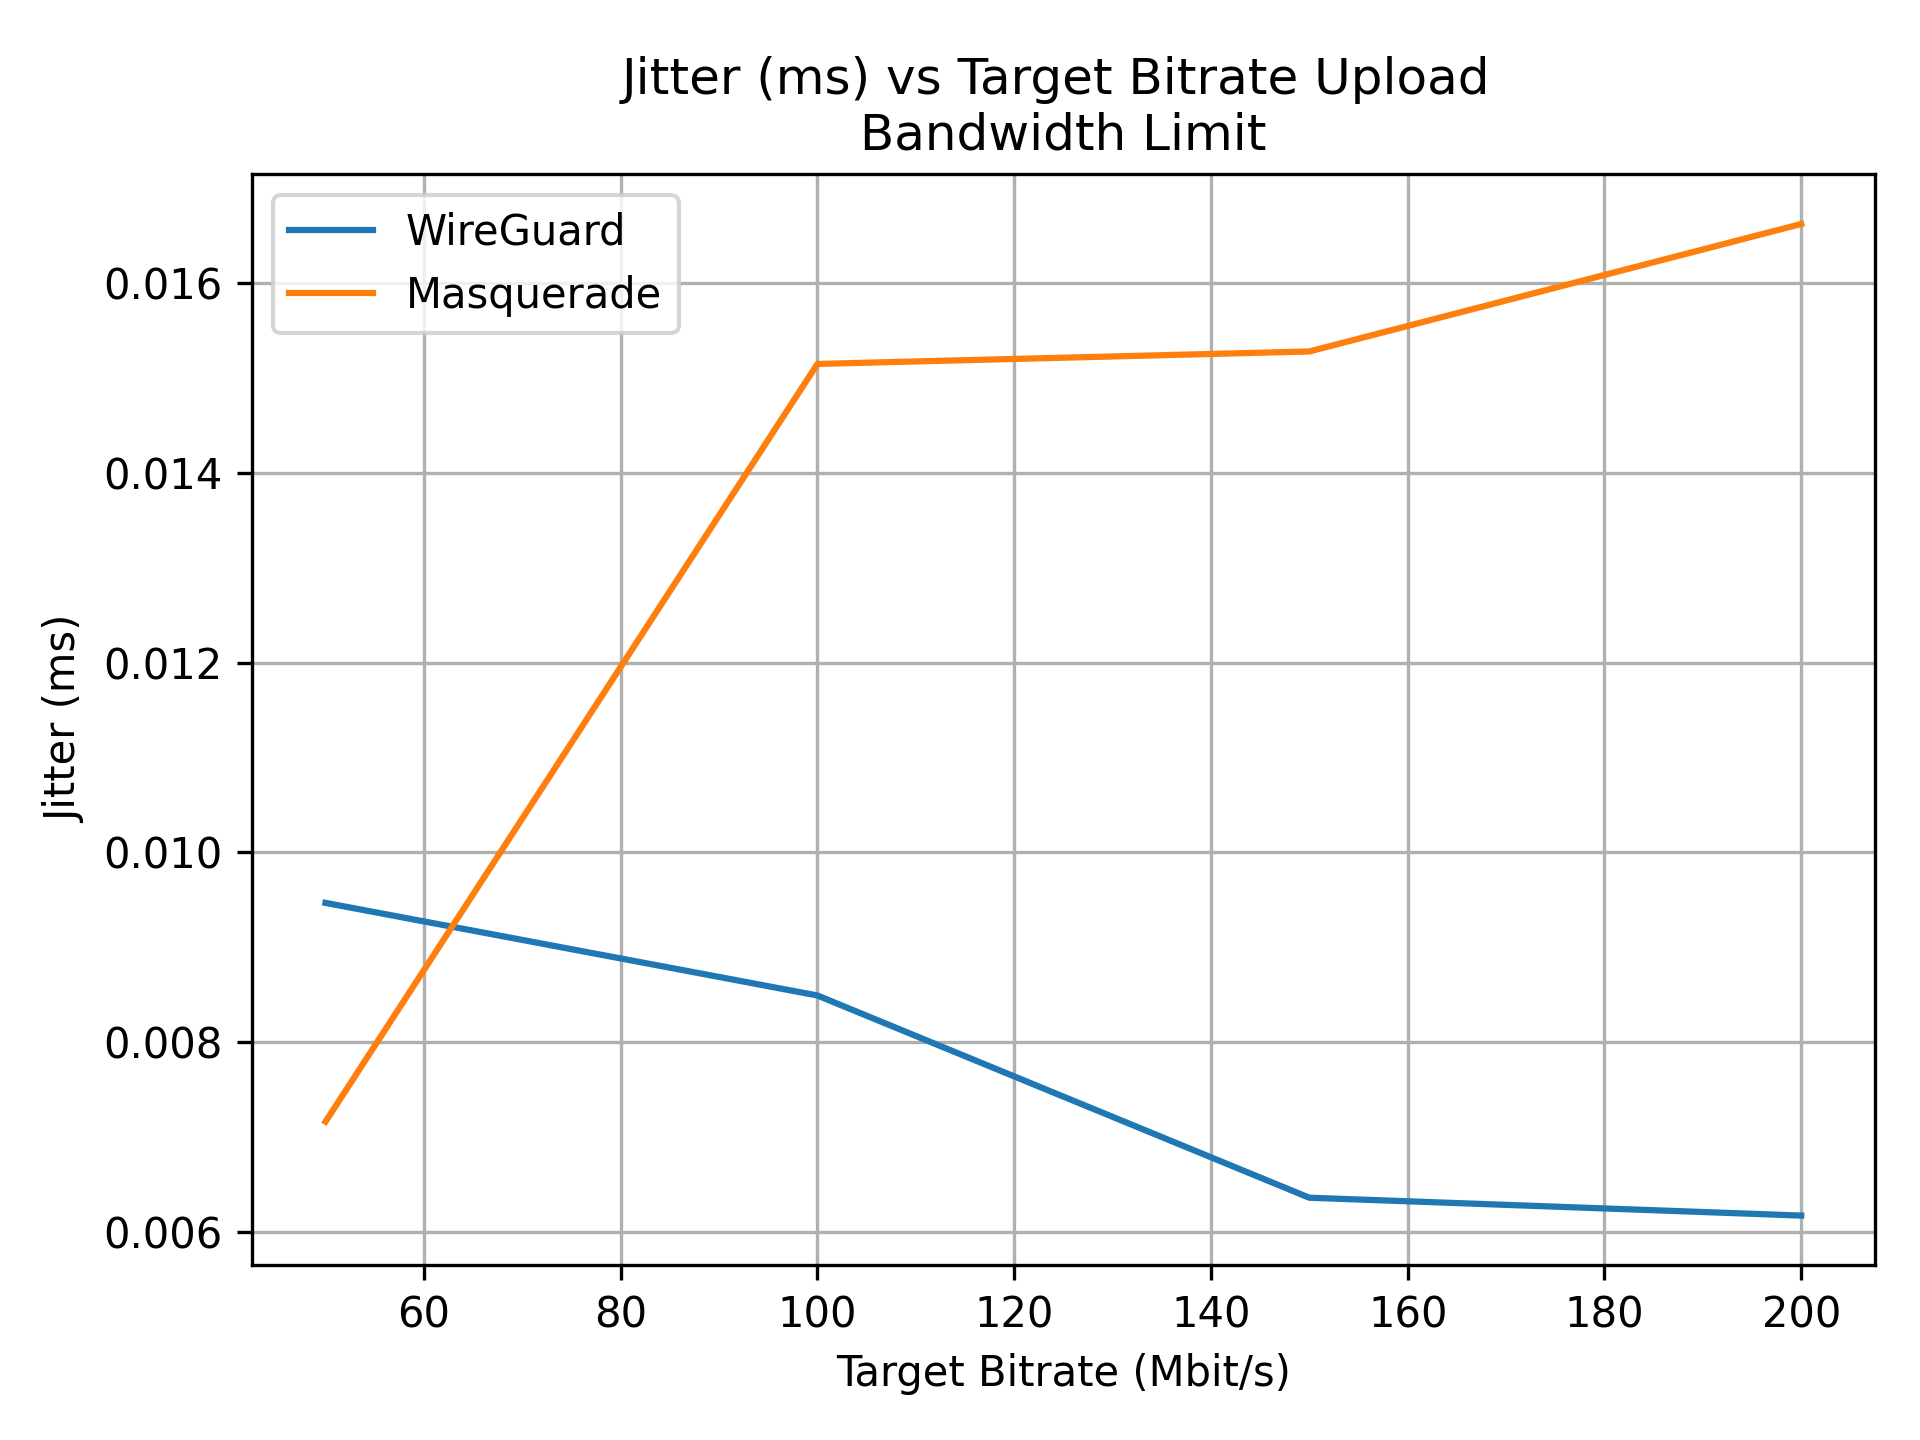 Jitter (ms) vs Target Bitrate Upload
Bandwidth Limit
WireGuard
Masquerade
0.016
0.014
0.012
0.010
0.008
0.006
Jitter (ms)
60 80 100 120 140 160 180 200
Target Bitrate (Mbit/s)